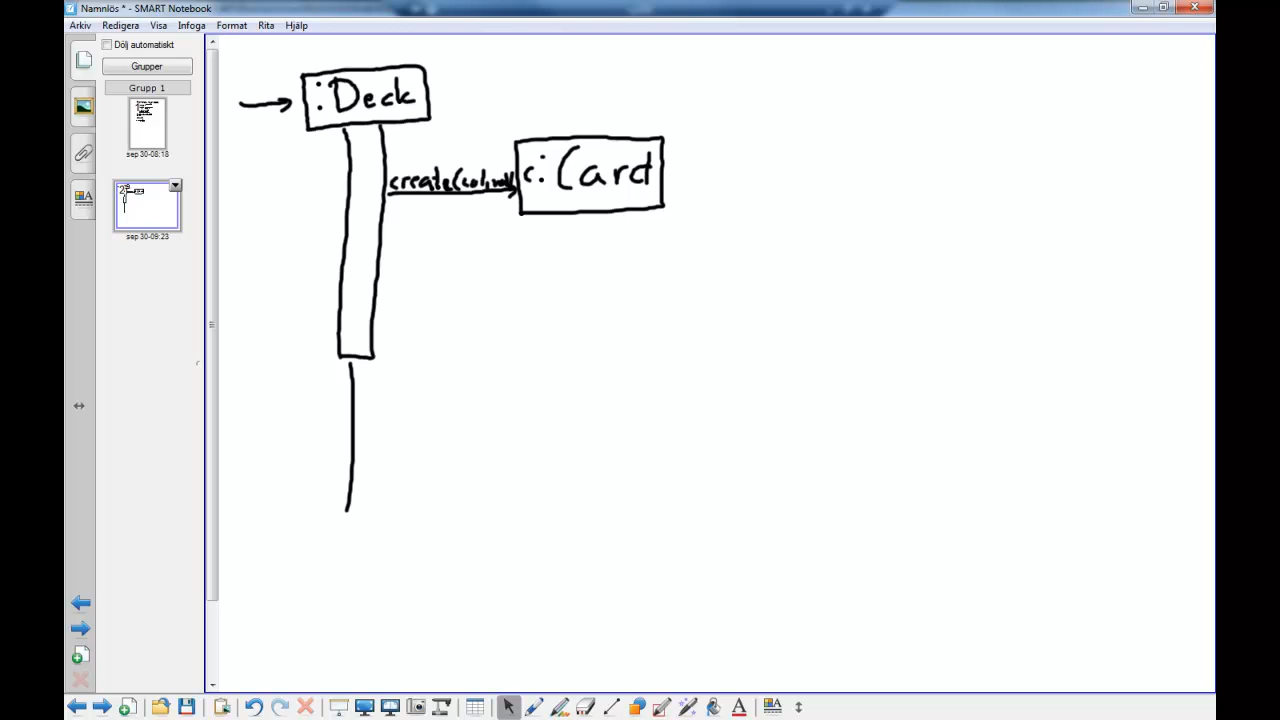 Namnlös * - SMART Notebook
Arkiv Redigera Visa Infoga Format Rita Hjälp
Dölj automatiskt
Grupper
Grupp 1
sep 30-08:18
sep 30-09:23
:Deck
create(
c:Card